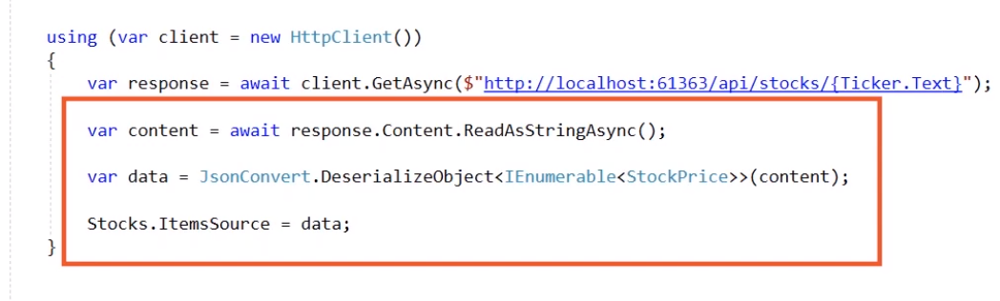 using (var client = new HttpClient())
{
var response = await client.GetAsync($"http://localhost:61363/api/stocks/{Ticker.Text}");
var content = await response.Content.ReadAsStringAsync();
var data = JsonConvert.DeserializeObject<IEnumerable<StockPrice>>(content);
Stocks.ItemsSource = data;
}